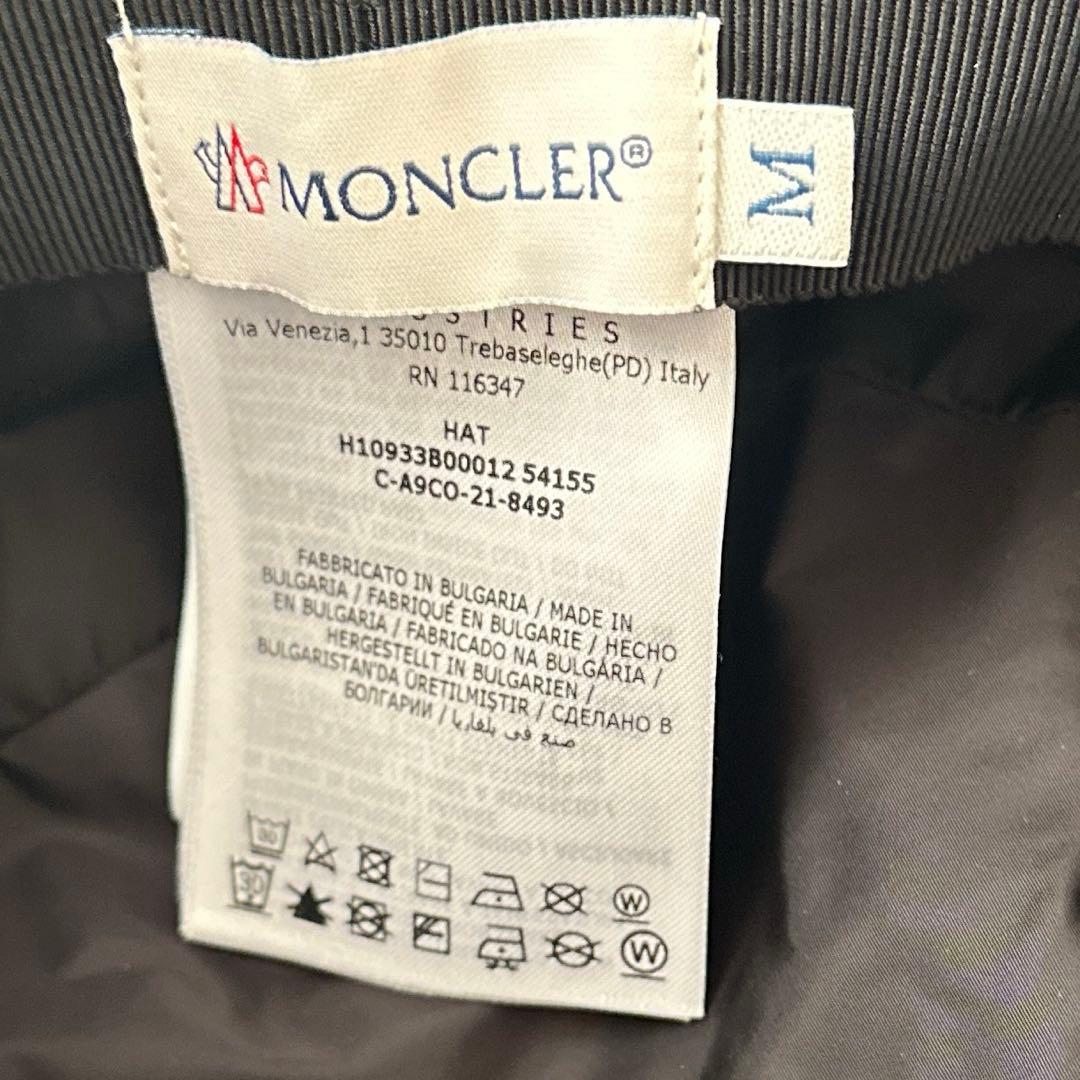 MONCLER®
M
STRIES
Via Venezia,1 35010 Trebaseleghe(PD) Italy
RN 116347
HAT
H10933B00012 54155
C-A9CO-21-8493
FABBRICATO IN BULGARIA / MADE IN
BULGARIA / FABRIQUÉ EN BULGARIE / HECHO
EN BULGARIA / FABRICADO NA BULGÁRIA /
HERGESTELLT IN BULGARIEN /
BULGARISTAN'DA ÜRETILMIŞTIR / СДЕЛАНО В
БОЛГАРИИ / صنع في بلغاريا
30
W
30
W